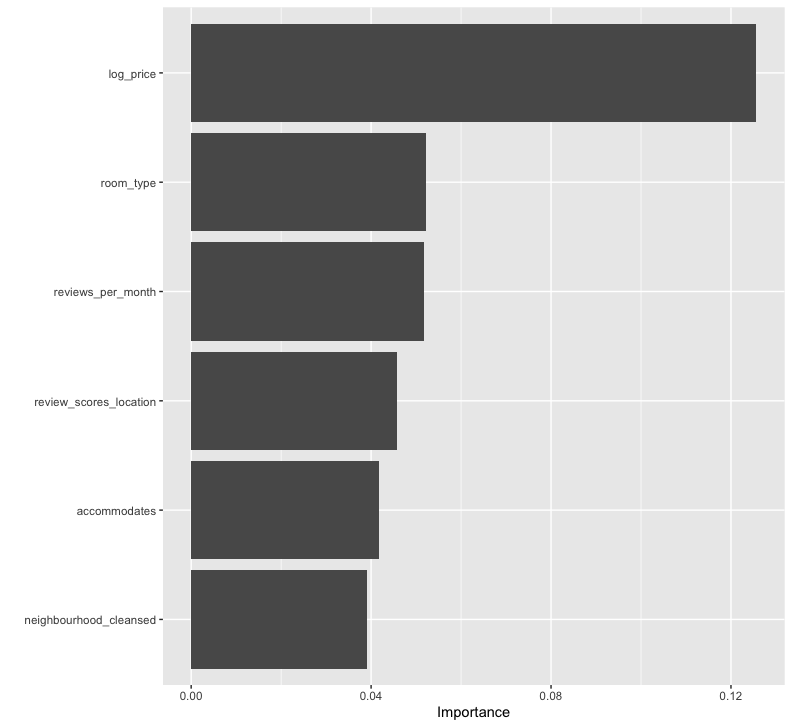 log_price
room_type
reviews_per_month
review_scores_location
accommodates
neighbourhood_cleansed
0.00 0.04 0.08 0.12
Importance